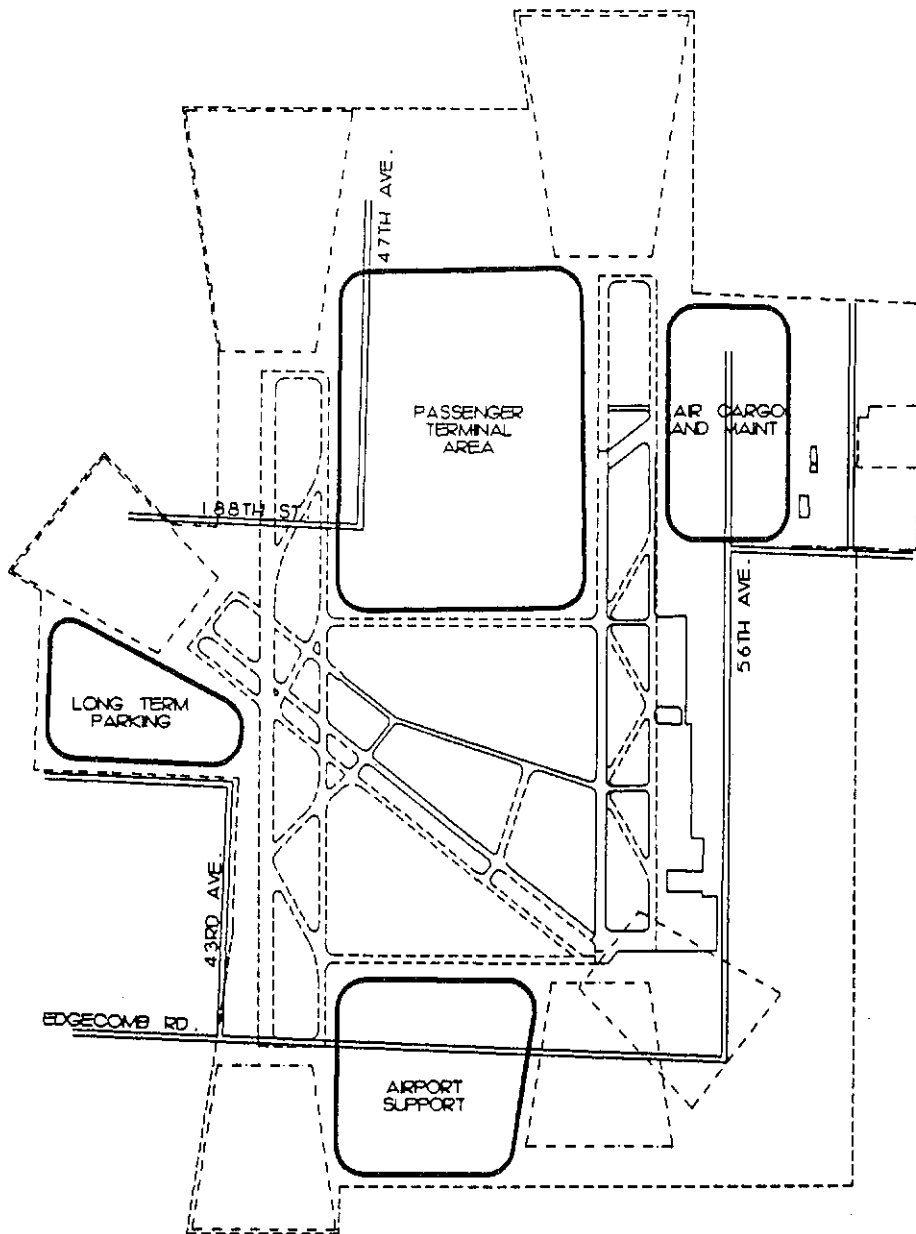 47TH AVE.
PASSENGER
TERMINAL
AREA
AIR CARGO
AND MAINT
188TH ST.
56TH AVE.
LONG TERM
PARKING
43RD AVE.
EDGECOMB RD.
AIRPORT
SUPPORT